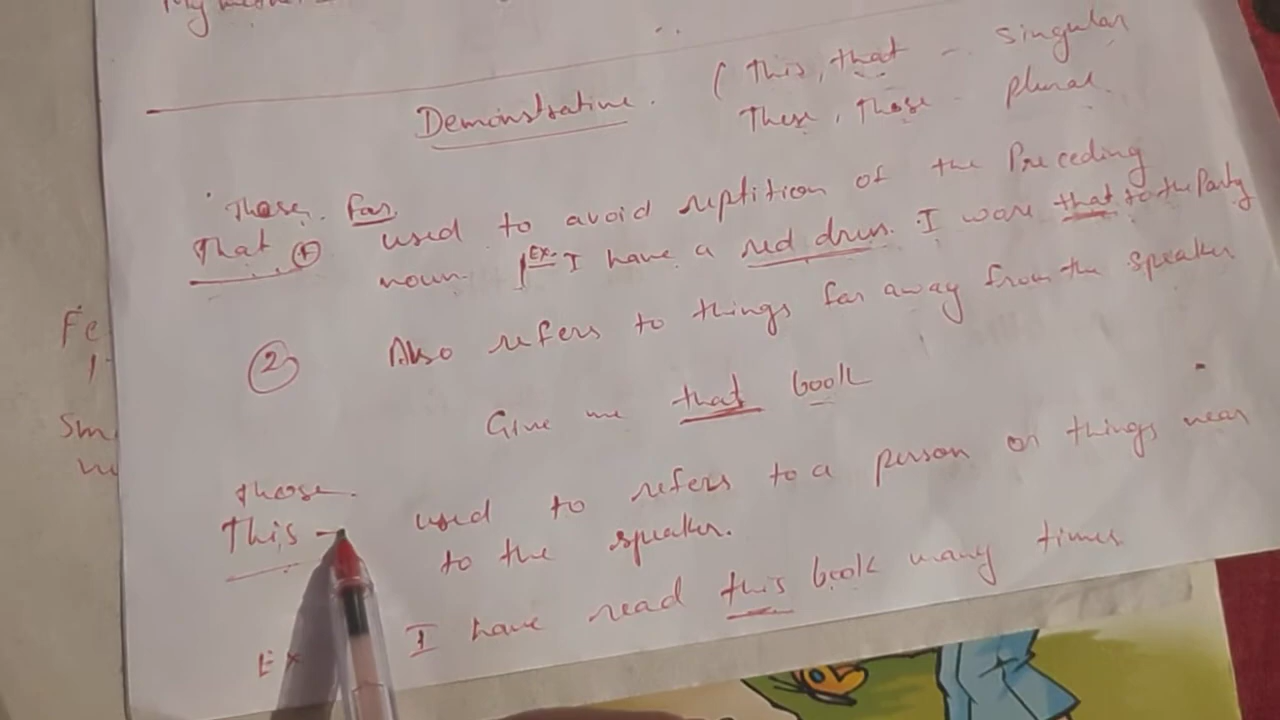 My
Demonstrative. (This, that - singular
These, Those - plural
Those. far.
That ① used to avoid reptition of the Preceding
noun. Ex- I have a red dress. I wore that to the Party
② Also refers to things far away from the speaker
Give me that book
those.
This - used to refers to a person or things near
to the speaker.
Ex I have read this book many times
Fe
Sm